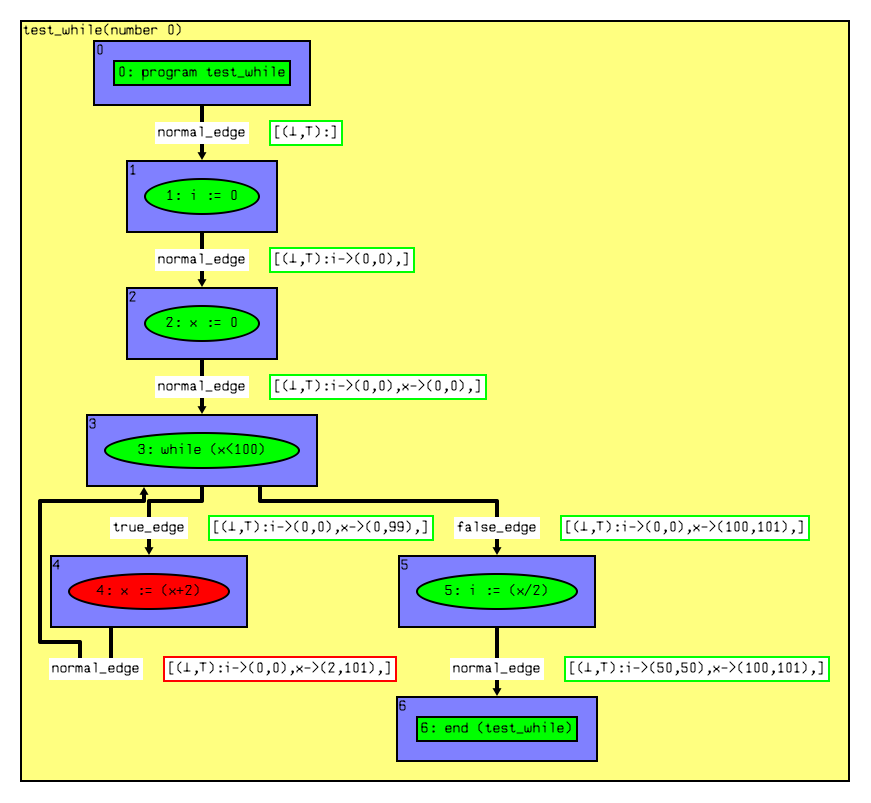 test_while(number 0)
0
0: program test_while
normal_edge [(⊥,T):]
1
1: i := 0
normal_edge [(⊥,T):i->(0,0),]
2
2: x := 0
normal_edge [(⊥,T):i->(0,0),x->(0,0),]
3
3: while (x<100)
true_edge [(⊥,T):i->(0,0),x->(0,99),] false_edge [(⊥,T):i->(0,0),x->(100,101),]
4 5
4: x := (x+2) 5: i := (x/2)
normal_edge [(⊥,T):i->(0,0),x->(2,101),] normal_edge [(⊥,T):i->(50,50),x->(100,101),]
6
6: end (test_while)